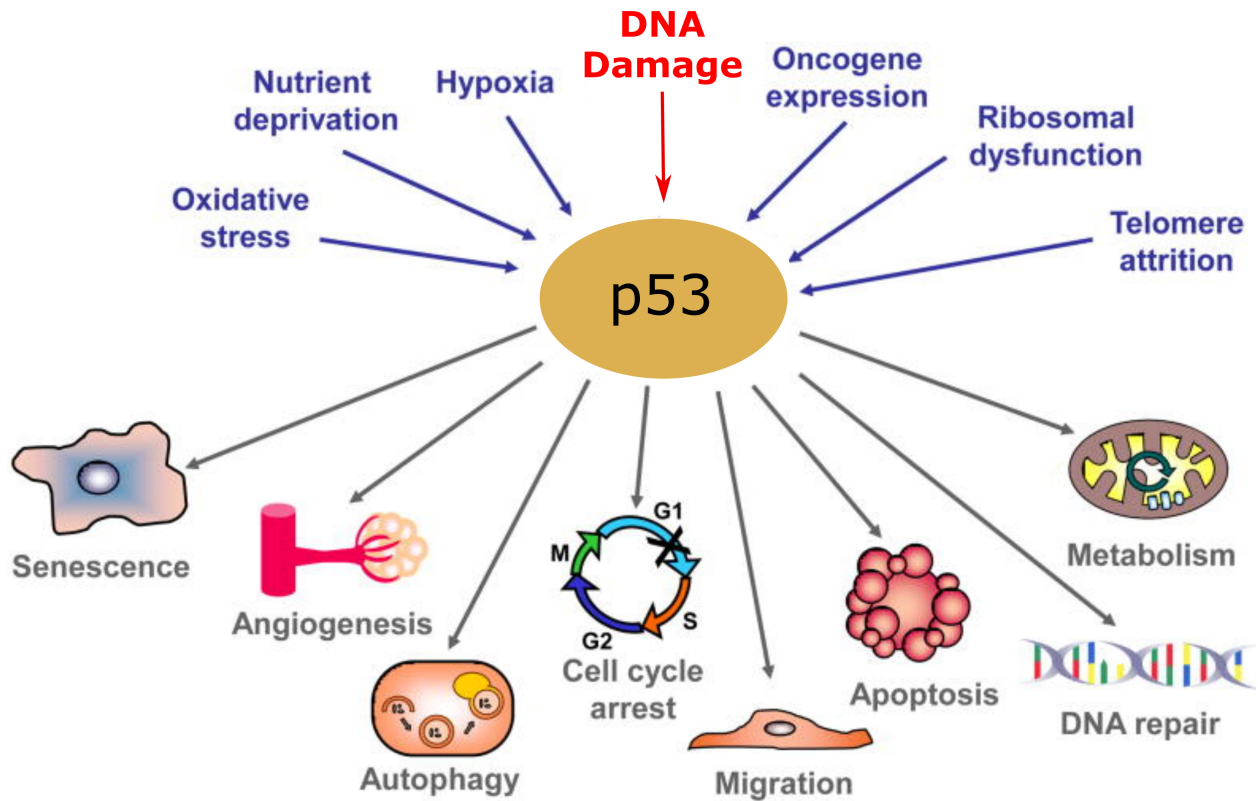 DNA
Damage
Oncogene
expression
Hypoxia
Nutrient
deprivation
Ribosomal
dysfunction
Oxidative
stress
Telomere
attrition
p53
Senescence
Angiogenesis
Autophagy
G1
M
S
G2
Cell cycle
arrest
Migration
Apoptosis
Metabolism
DNA repair